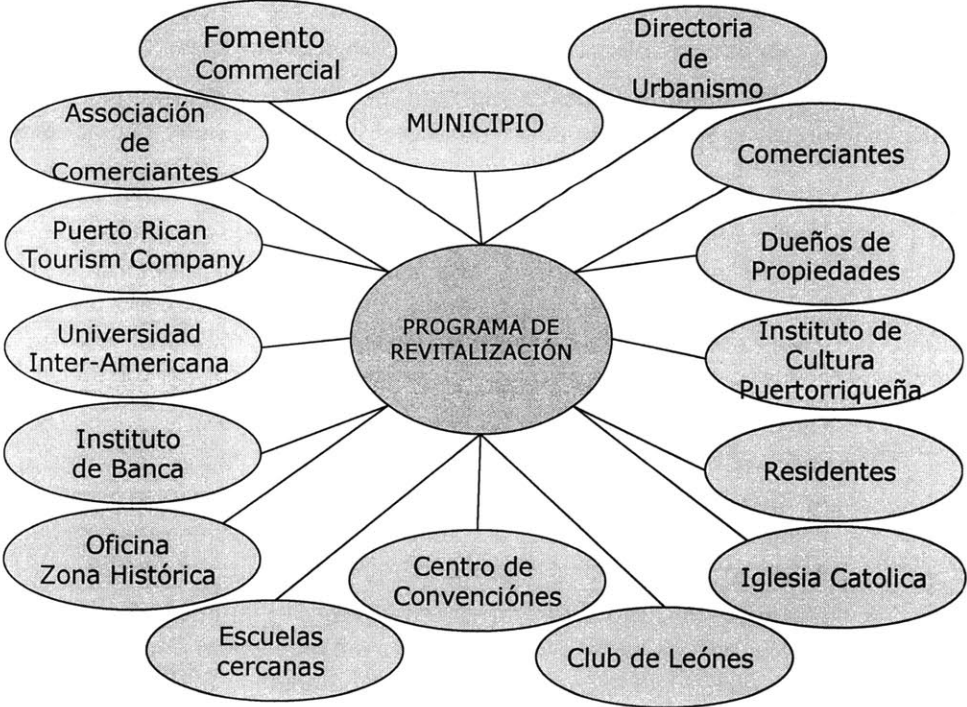 Fomento
Commercial
Directoria
de
Urbanismo
MUNICIPIO
Associación
de
Comerciantes
Comerciantes
Puerto Rican
Tourism Company
Dueños de
Propiedades
PROGRAMA DE
REVITALIZACIÓN
Universidad
Inter-Americana
Instituto de
Cultura
Puertorriqueña
Instituto
de Banca
Residentes
Oficina
Zona Histórica
Centro de
Convenciónes
Iglesia Catolica
Escuelas
cercanas
Club de Leónes